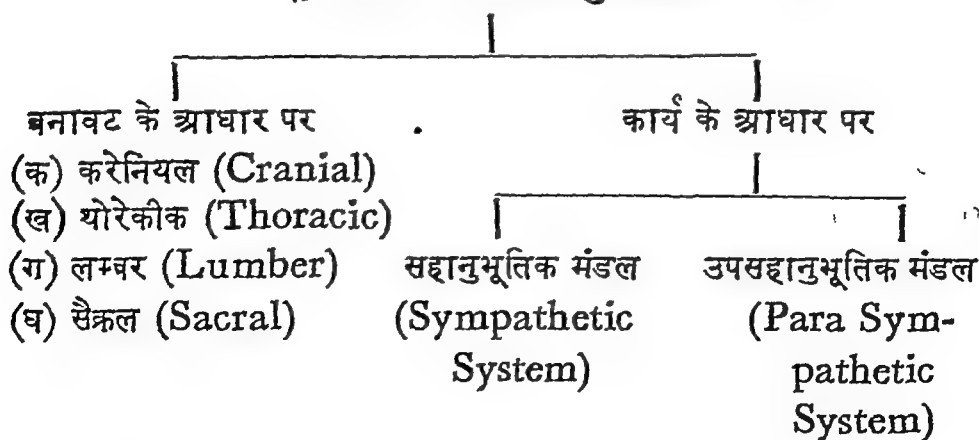 बनावट के आधार पर
(क) करेनियल (Cranial)
(ख) थोरेकीक (Thoracic)
(ग) लम्बर (Lumber)
(घ) सैक्रल (Sacral)
कार्य के आधार पर
सहानुभूतिक मंडल
(Sympathetic
System)
उपसहानुभूतिक मंडल
(Para Sym-
pathetic
System)